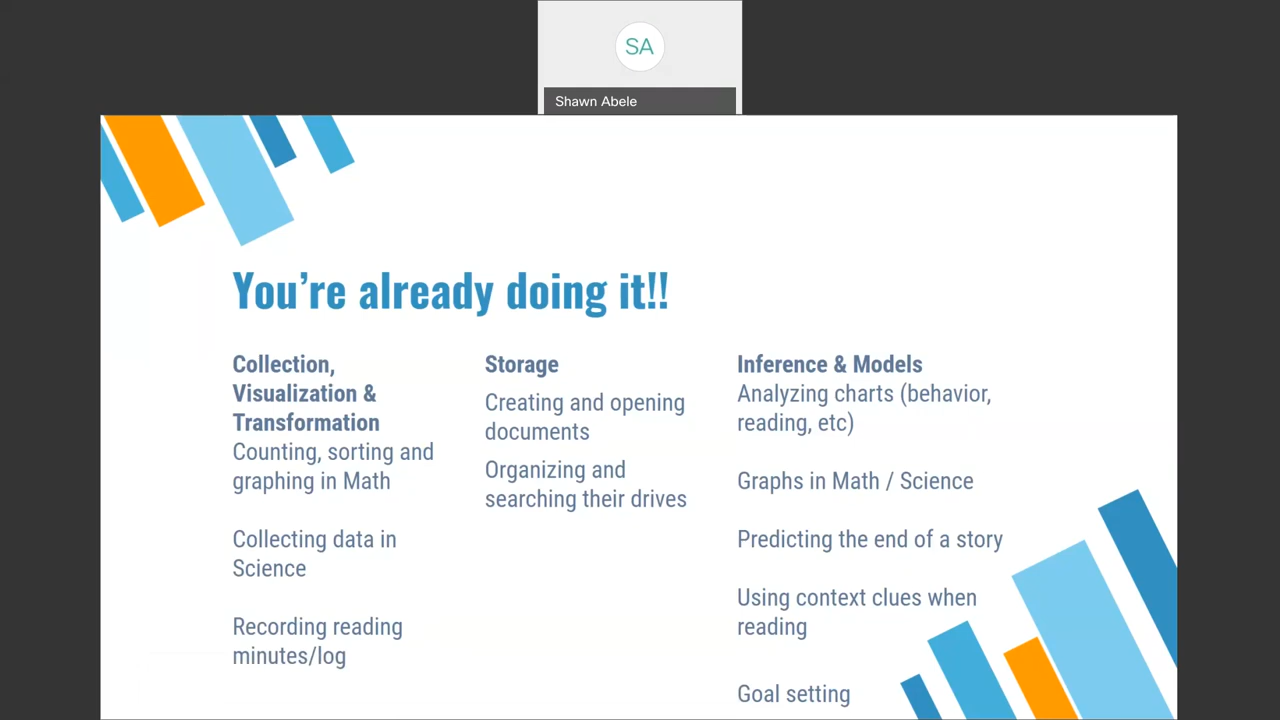 SA
Shawn Abele
You're already doing it!!
Collection,
Visualization &
Transformation
Counting, sorting and
graphing in Math
Collecting data in
Science
Recording reading
minutes/log
Storage
Creating and opening
documents
Organizing and
searching their drives
Inference & Models
Analyzing charts (behavior,
reading, etc)
Graphs in Math / Science
Predicting the end of a story
Using context clues when
reading
Goal setting